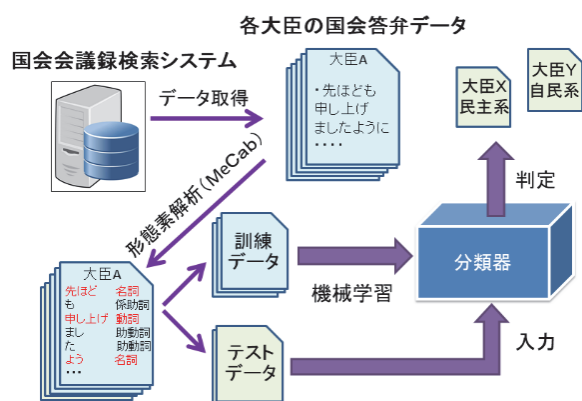 各大臣の国会答弁データ
国会会議録検索システム
データ取得
大臣A
・先ほども
申し上げ
ましたように
・・・・
大臣X
民主系
大臣Y
自民系
形態素解析(MeCab)
判定
訓練
データ
機械学習
分類器
大臣A
先ほど 名詞
も 係助詞
申し上げ 動詞
まし 助動詞
た 助動詞
よう 名詞
・・・
テスト
データ
入力